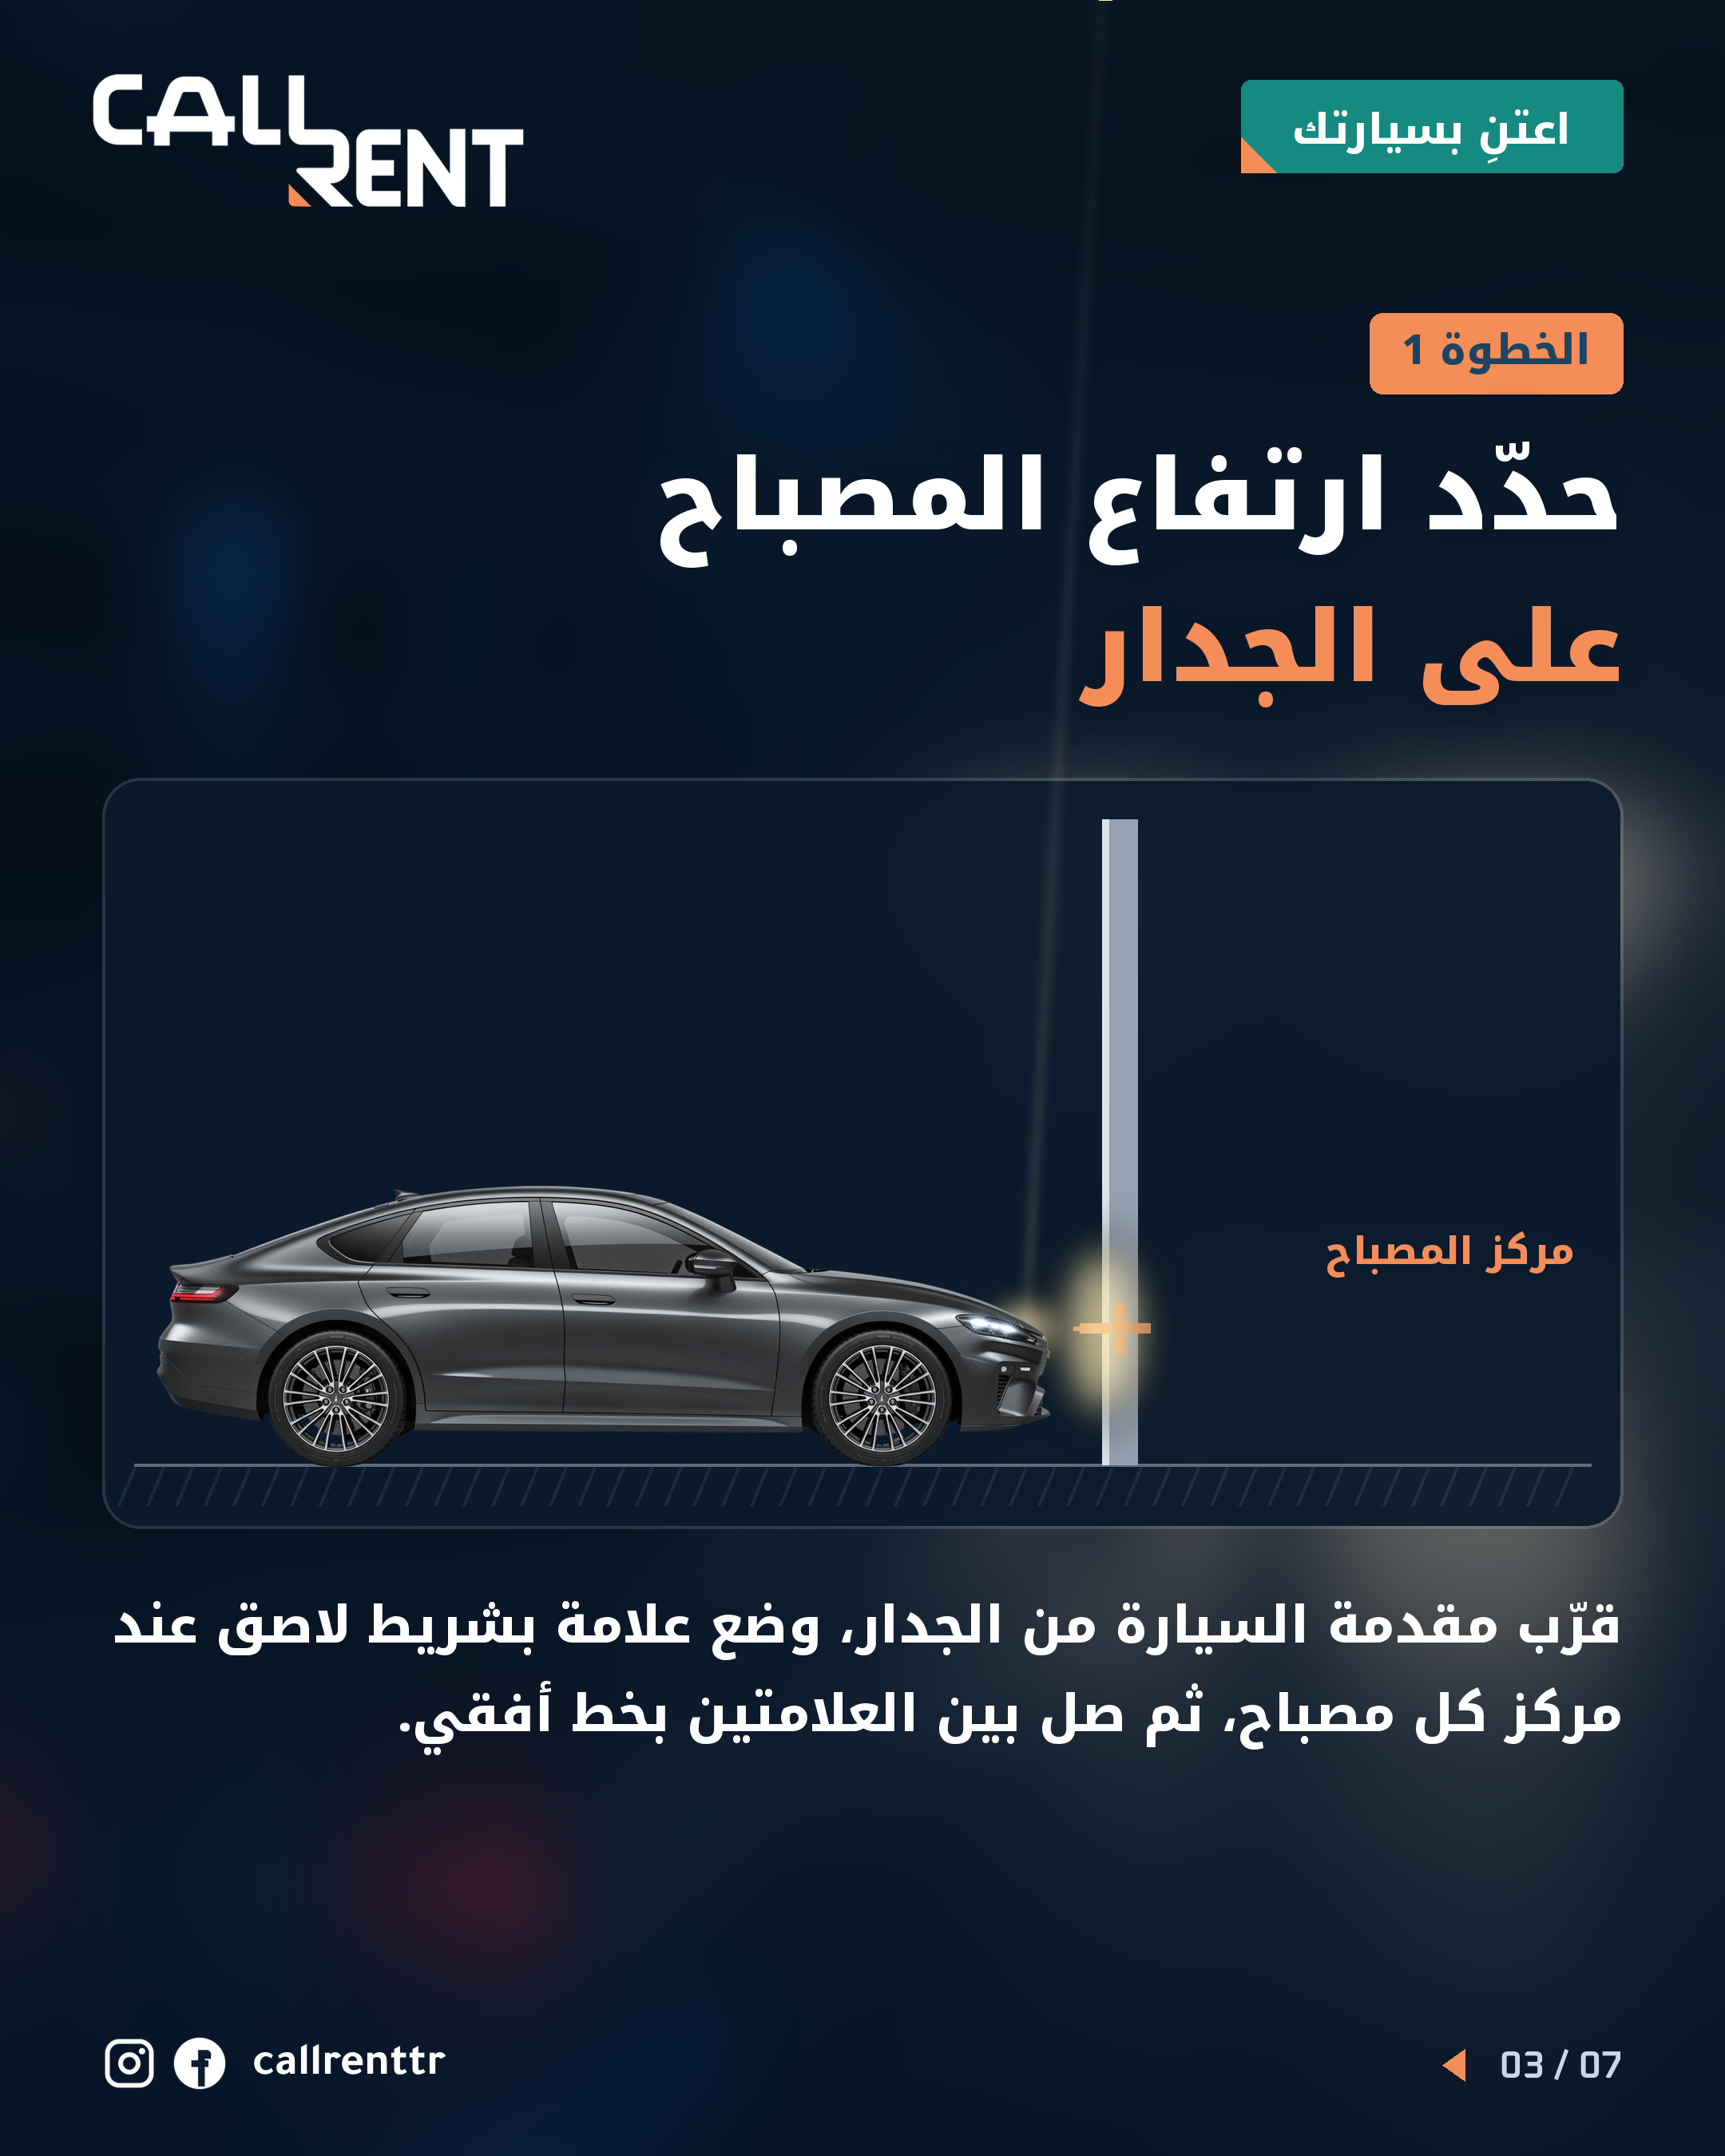 CALL
RENT
اعتنِ بسيارتك
الخطوة 1
حدّد ارتفاع المصباح
على الجدار
مركز المصباح
قرّب مقدمة السيارة من الجدار، وضع علامة بشريط لاصق عند
مركز كل مصباح، ثم صل بين العلامتين بخط أفقي.
callrenttr
03 / 07